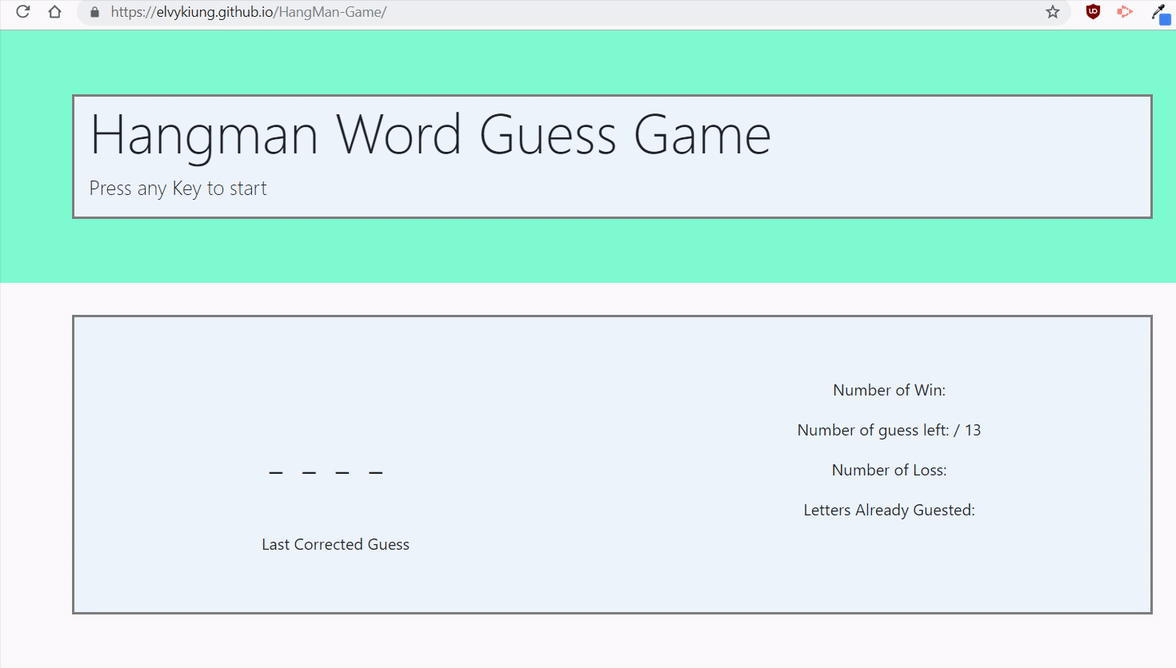 https://elvykiung.github.io/HangMan-Game/
Hangman Word Guess Game
Press any Key to start
_ _ _ _
Last Corrected Guess
Number of Win:
Number of guess left: / 13
Number of Loss:
Letters Already Guested: